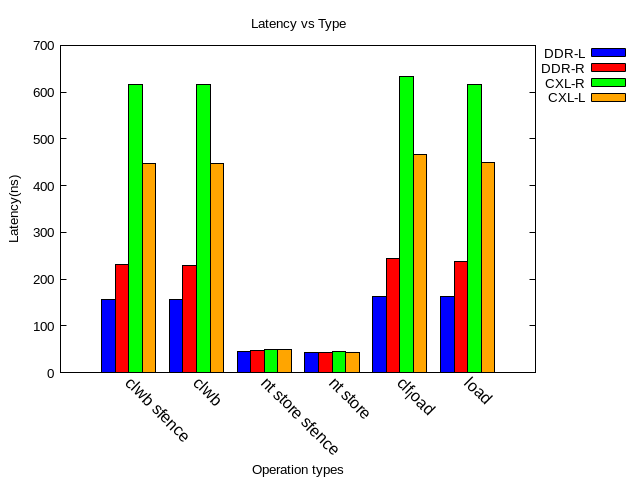 Latency vs Type
DDR-L
DDR-R
CXL-R
CXL-L
Latency(ns)
700
600
500
400
300
200
100
0
clwb sfence
clwb
nt store sfence
nt store
clfload
load
Operation types